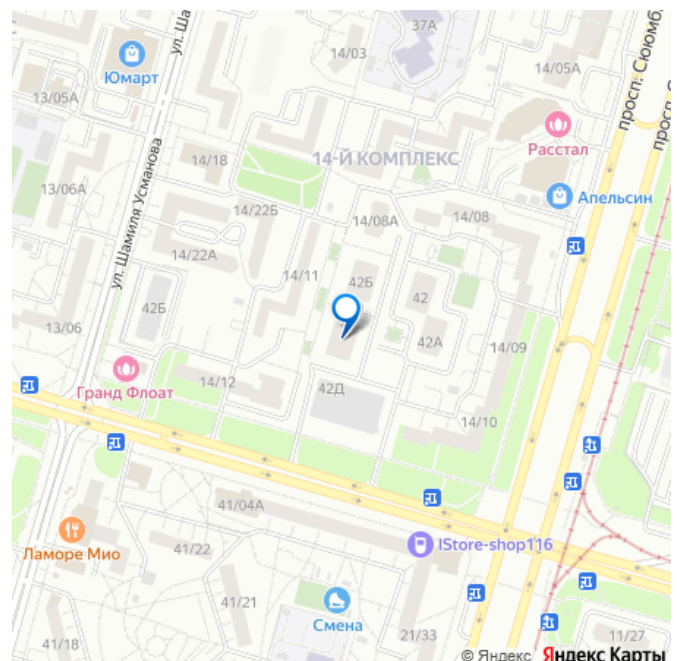 37А
ул. Ша
14/03
14/05А
Юмарт
просп. Сююмб
просп. С
13/05А
Расстал
14/18
14-Й КОМПЛЕКС
ул. Шамиля Усманова
13/06А
Апельсин
14/22Б
14/08А
14/08
14/22А
14/11
42Б
42
42Б
13/06
42А
14/09
Гранд Флоат
14/12
42Д
14/10
41/04А
IStore-shop116
Ламоре Мио
41/22
41/21
Смена
21/33
11/27
41/18
© Яндекс Яндекс Карты